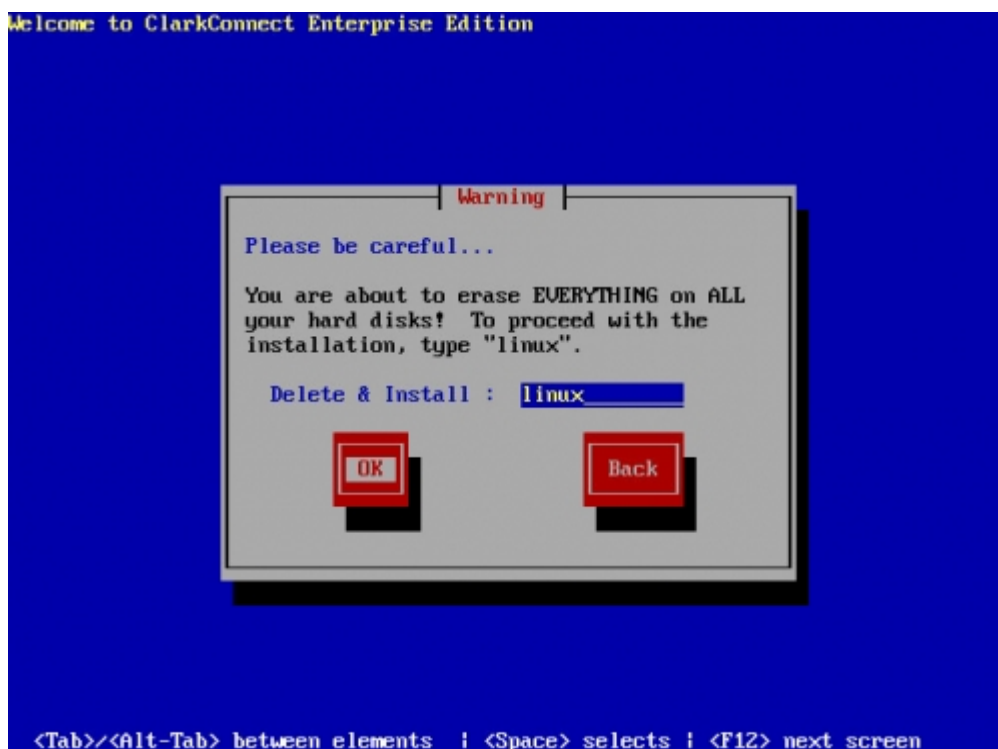 Welcome to ClarkConnect Enterprise Edition
Warning
Please be careful...
You are about to erase EVERYTHING on ALL
your hard disks! To proceed with the
installation, type "linux".
Delete & Install : linux
OK Back
<Tab>/<Alt-Tab> between elements | <Space> selects | <F12> next screen